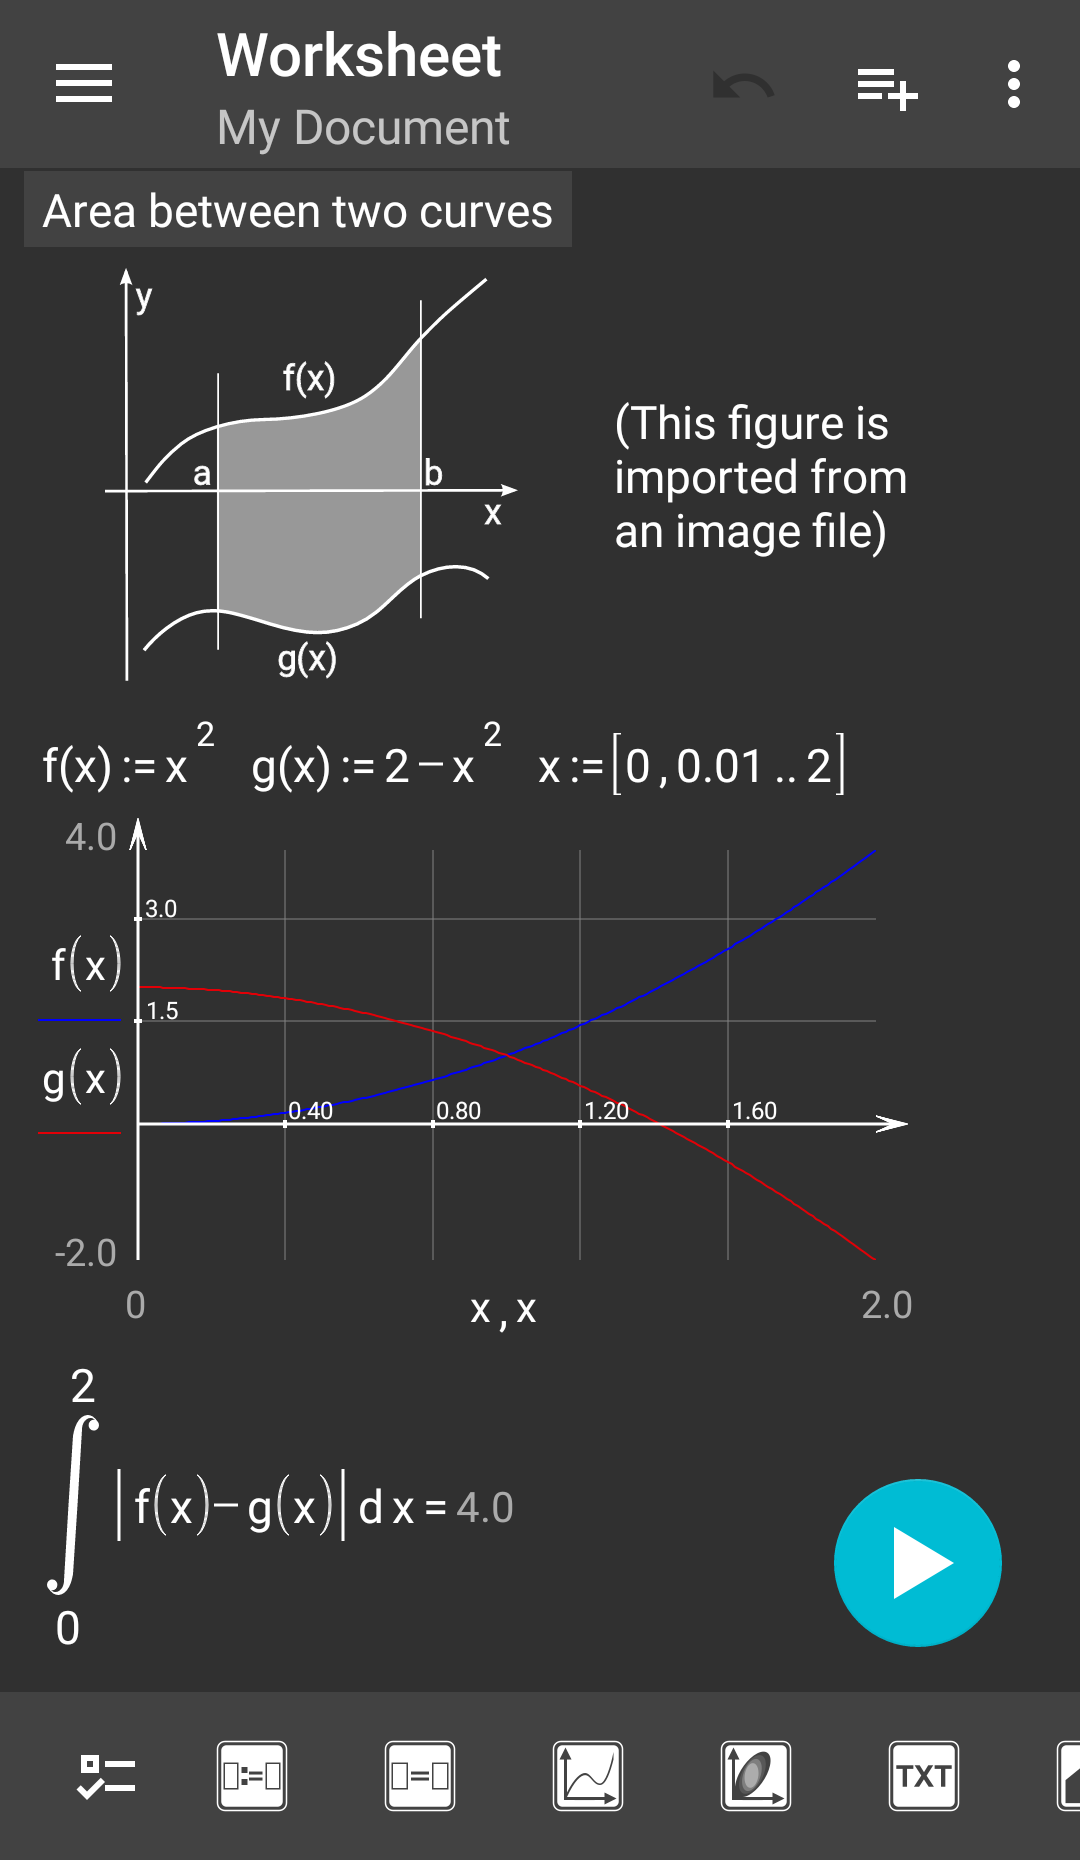 Worksheet
My Document
Area between two curves
y
f(x)
a
b
x
g(x)
(This figure is
imported from
an image file)
f(x) := x² g(x) := 2 – x² x := [0 , 0.01 .. 2]
4.0
3.0
f(x)
1.5
g(x)
0.40 0.80 1.20 1.60
-2.0
0 x , x 2.0
2
∫ |f(x) – g(x)| d x = 4.0
0
▯:=▯ ▯=▯ TXT